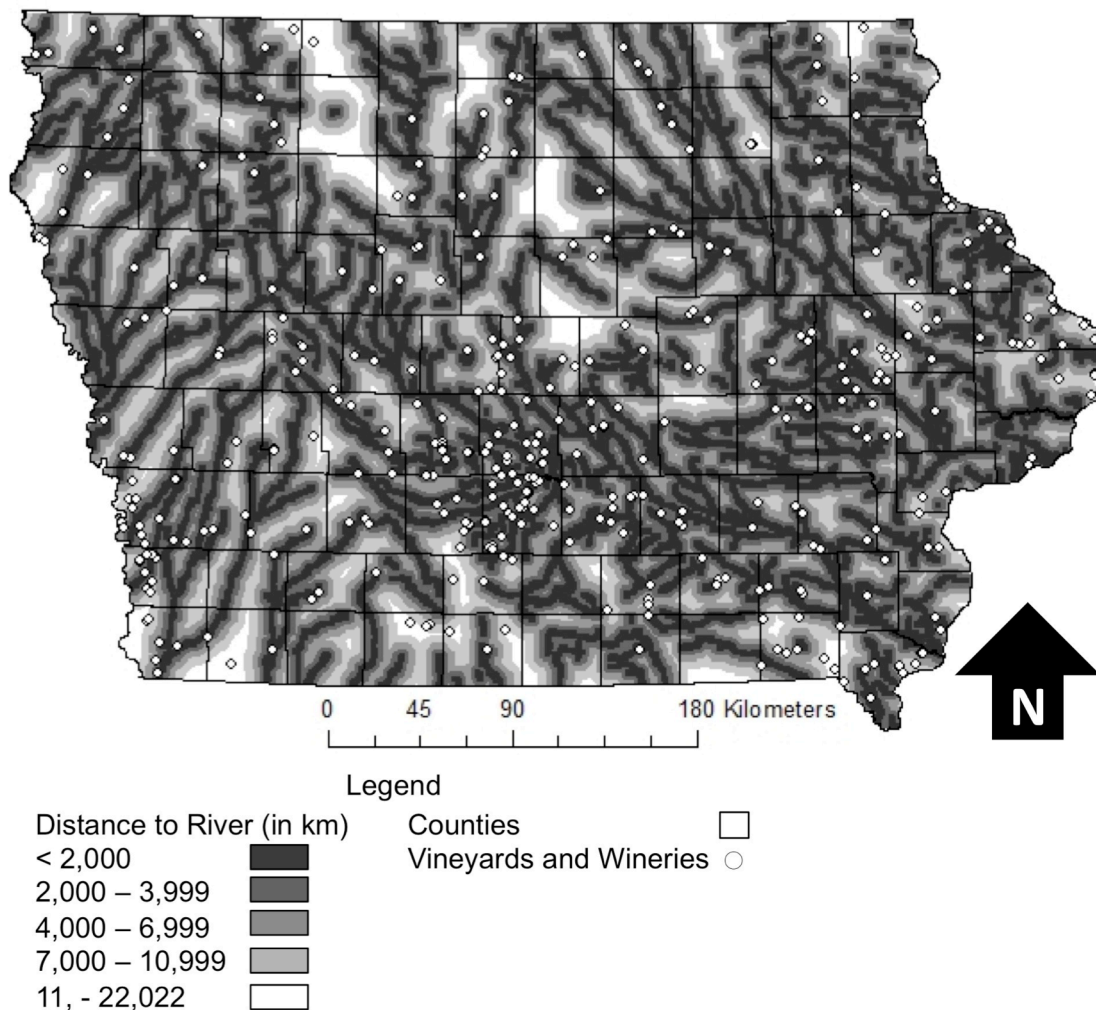 0 45 90 180 Kilometers
N
Legend
Distance to River (in km)
< 2,000
2,000 – 3,999
4,000 – 6,999
7,000 – 10,999
11, - 22,022
Counties
Vineyards and Wineries